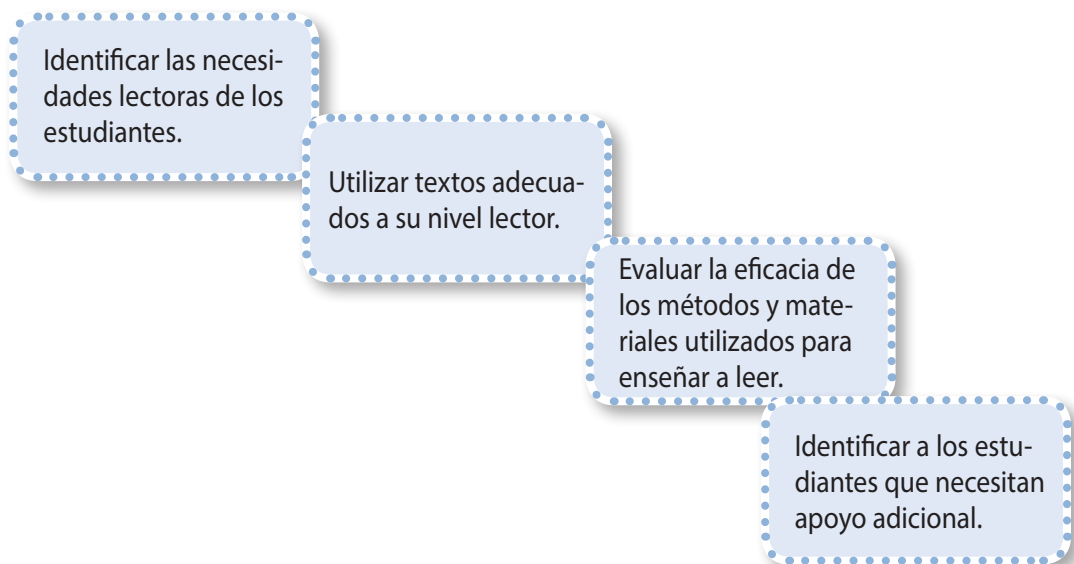 Identificar las necesi-
dades lectoras de los
estudiantes.
Utilizar textos adecua-
dos a su nivel lector.
Evaluar la eficacia de
los métodos y mate-
riales utilizados para
enseñar a leer.
Identificar a los estu-
diantes que necesitan
apoyo adicional.